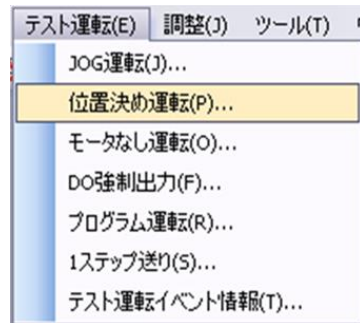 テスト運転(E) 調整(J) ツール(T)
JOG運転(J)...
位置決め運転(P)...
モータなし運転(O)...
DO強制出力(F)...
プログラム運転(R)...
1ステップ送り(S)...
テスト運転イベント情報(T)...